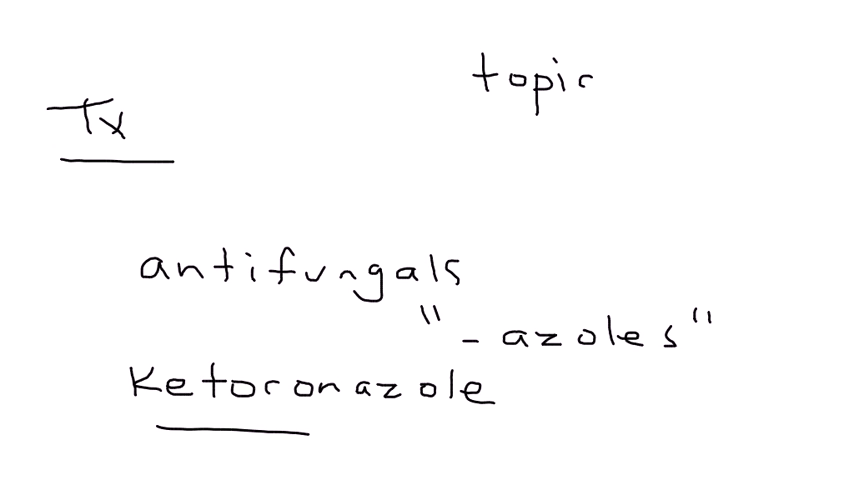 topic
Tx
antifungals
"-azoles"
Ketoronazole